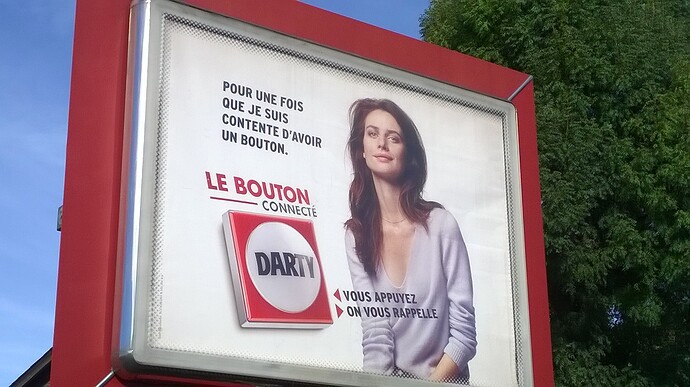 POUR UNE FOIS
QUE JE SUIS
CONTENTE D'AVOIR
UN BOUTON.
LE BOUTON
CONNECTÉ
DARTY
VOUS APPUYEZ
ON VOUS RAPPELLE